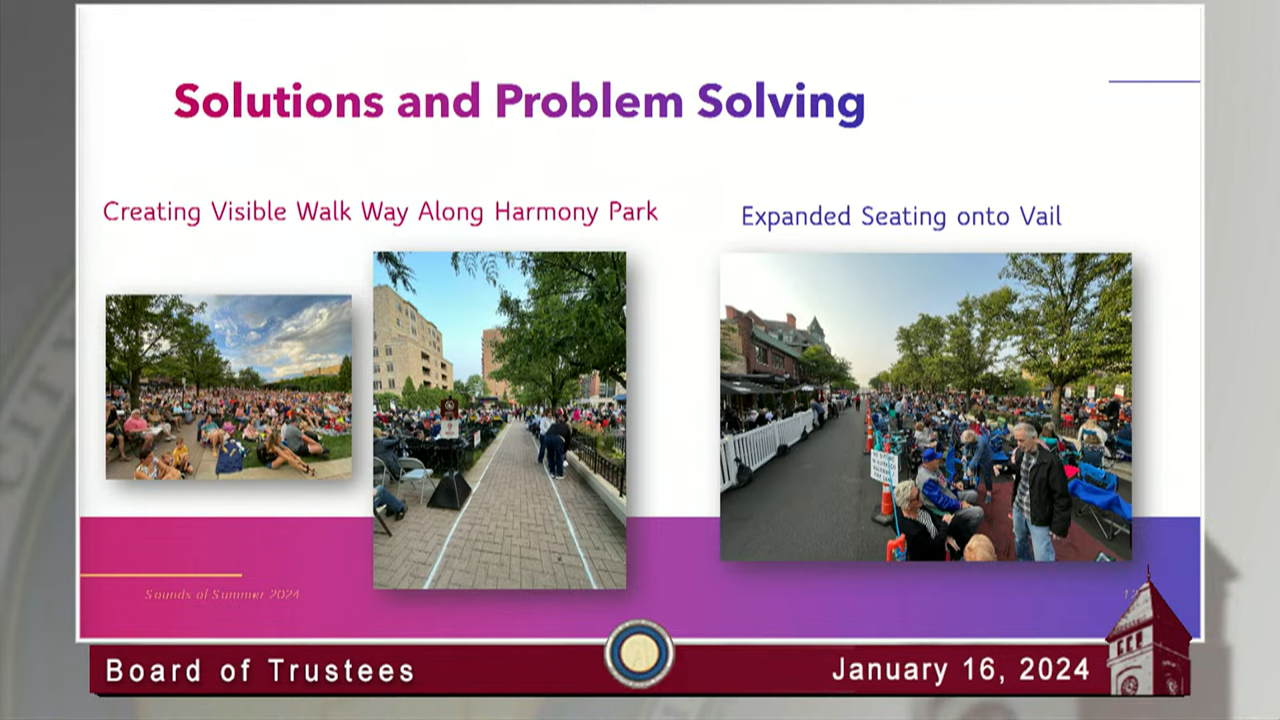 Solutions and Problem Solving
Creating Visible Walk Way Along Harmony Park
Expanded Seating onto Vail
Sounds of Summer 2024
Board of Trustees
January 16, 2024
CITY